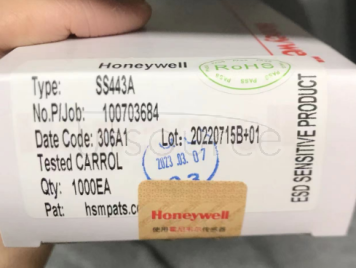 Honeywell
RoHS
Type: SS443A
No.P/Job: 100703684
Date Code: 306A1 Lot: 20220715B+01
Tested CARROL
2023.03.07
Qty: 1000EA
Pat: hsmpats.co
ESD SENSITIVE PRODUCT
Honeywell